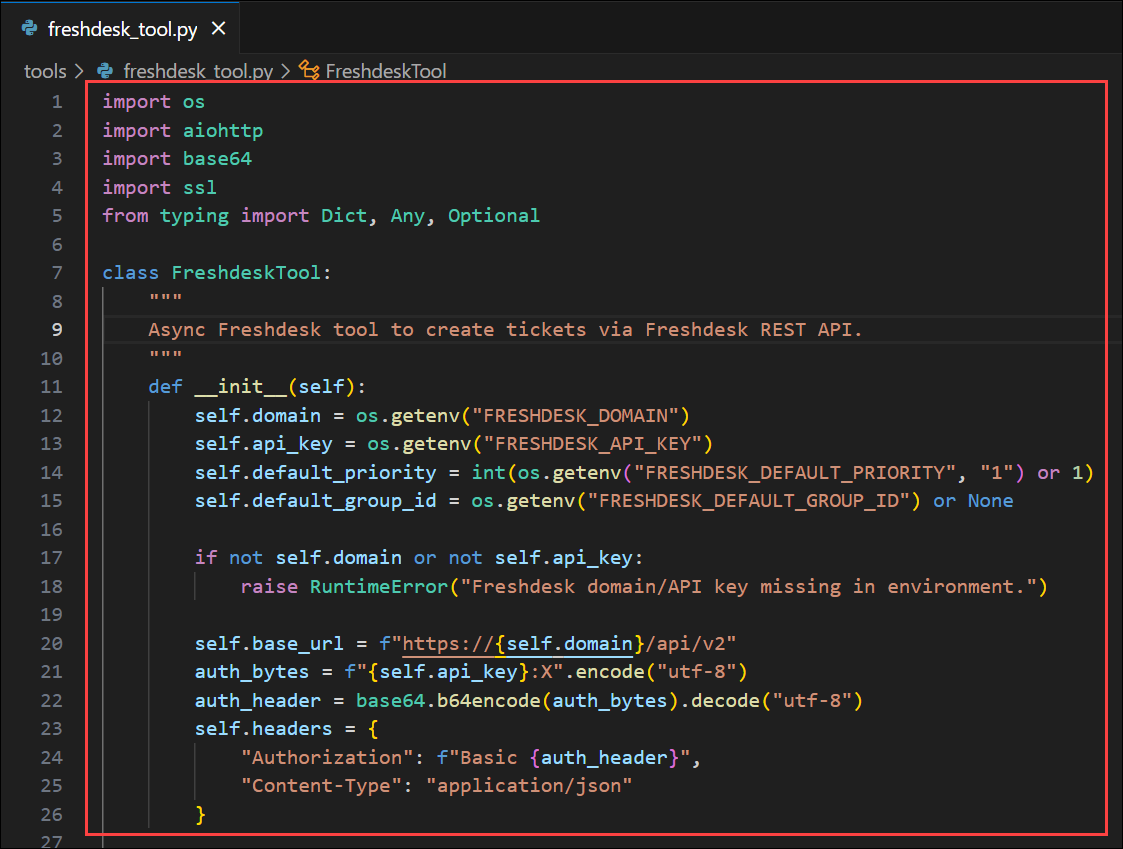 freshdesk_tool.py
tools > freshdesk_tool.py > FreshdeskTool
1 import os
2 import aiohttp
3 import base64
4 import ssl
5 from typing import Dict, Any, Optional
6
7 class FreshdeskTool:
8     """
9     Async Freshdesk tool to create tickets via Freshdesk REST API.
10     """
11     def __init__(self):
12         self.domain = os.getenv("FRESHDESK_DOMAIN")
13         self.api_key = os.getenv("FRESHDESK_API_KEY")
14         self.default_priority = int(os.getenv("FRESHDESK_DEFAULT_PRIORITY", "1") or 1)
15         self.default_group_id = os.getenv("FRESHDESK_DEFAULT_GROUP_ID") or None
16
17         if not self.domain or not self.api_key:
18             raise RuntimeError("Freshdesk domain/API key missing in environment.")
19
20         self.base_url = f"https://{self.domain}/api/v2"
21         auth_bytes = f"{self.api_key}:X".encode("utf-8")
22         auth_header = base64.b64encode(auth_bytes).decode("utf-8")
23         self.headers = {
24             "Authorization": f"Basic {auth_header}",
25             "Content-Type": "application/json"
26         }
27